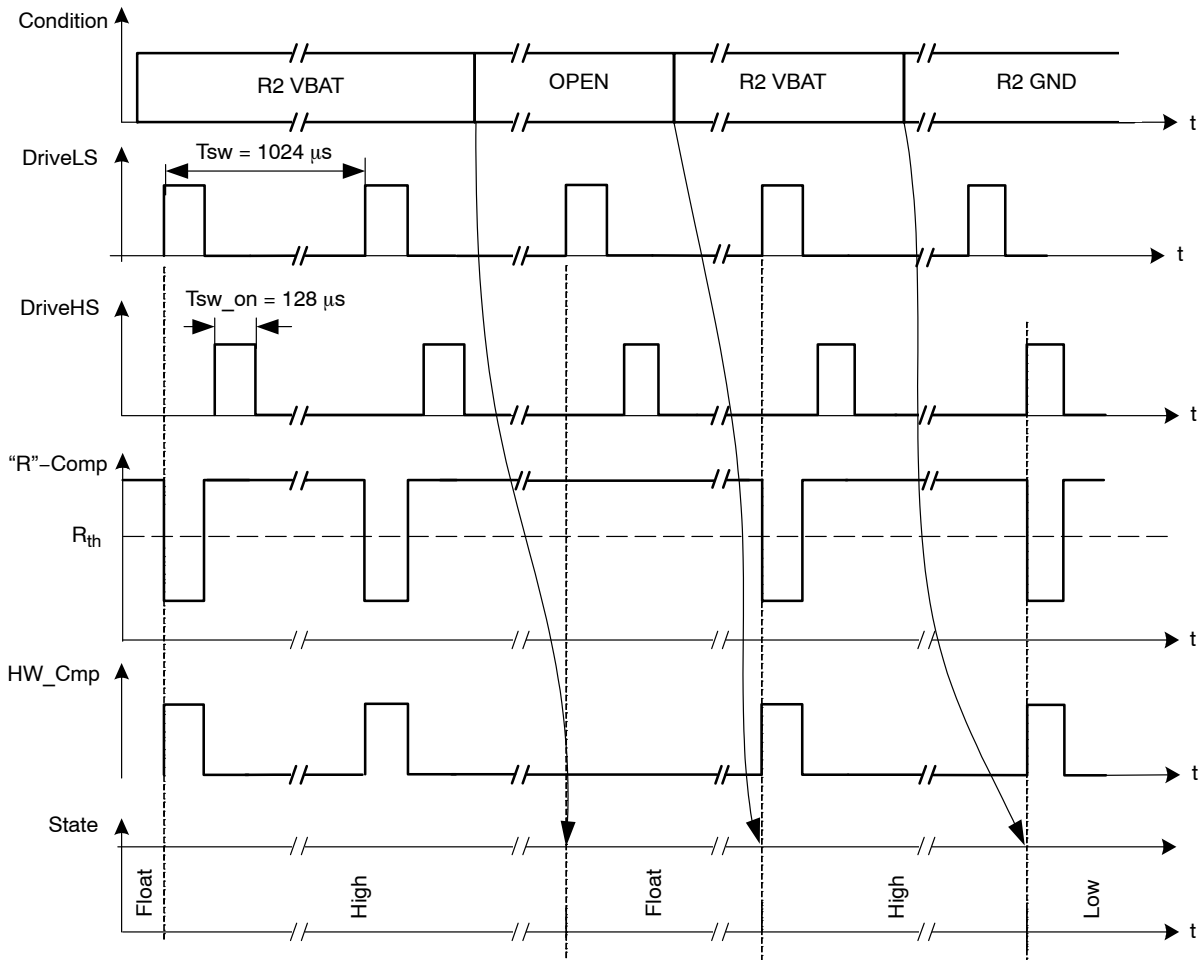 Condition
R2 VBAT
OPEN
R2 VBAT
R2 GND
t
DriveLS
Tsw = 1024 μs
t
DriveHS
Tsw_on = 128 μs
t
“R”−Comp
Rth
t
HW_Cmp
t
State
Float
High
Float
High
Low
t